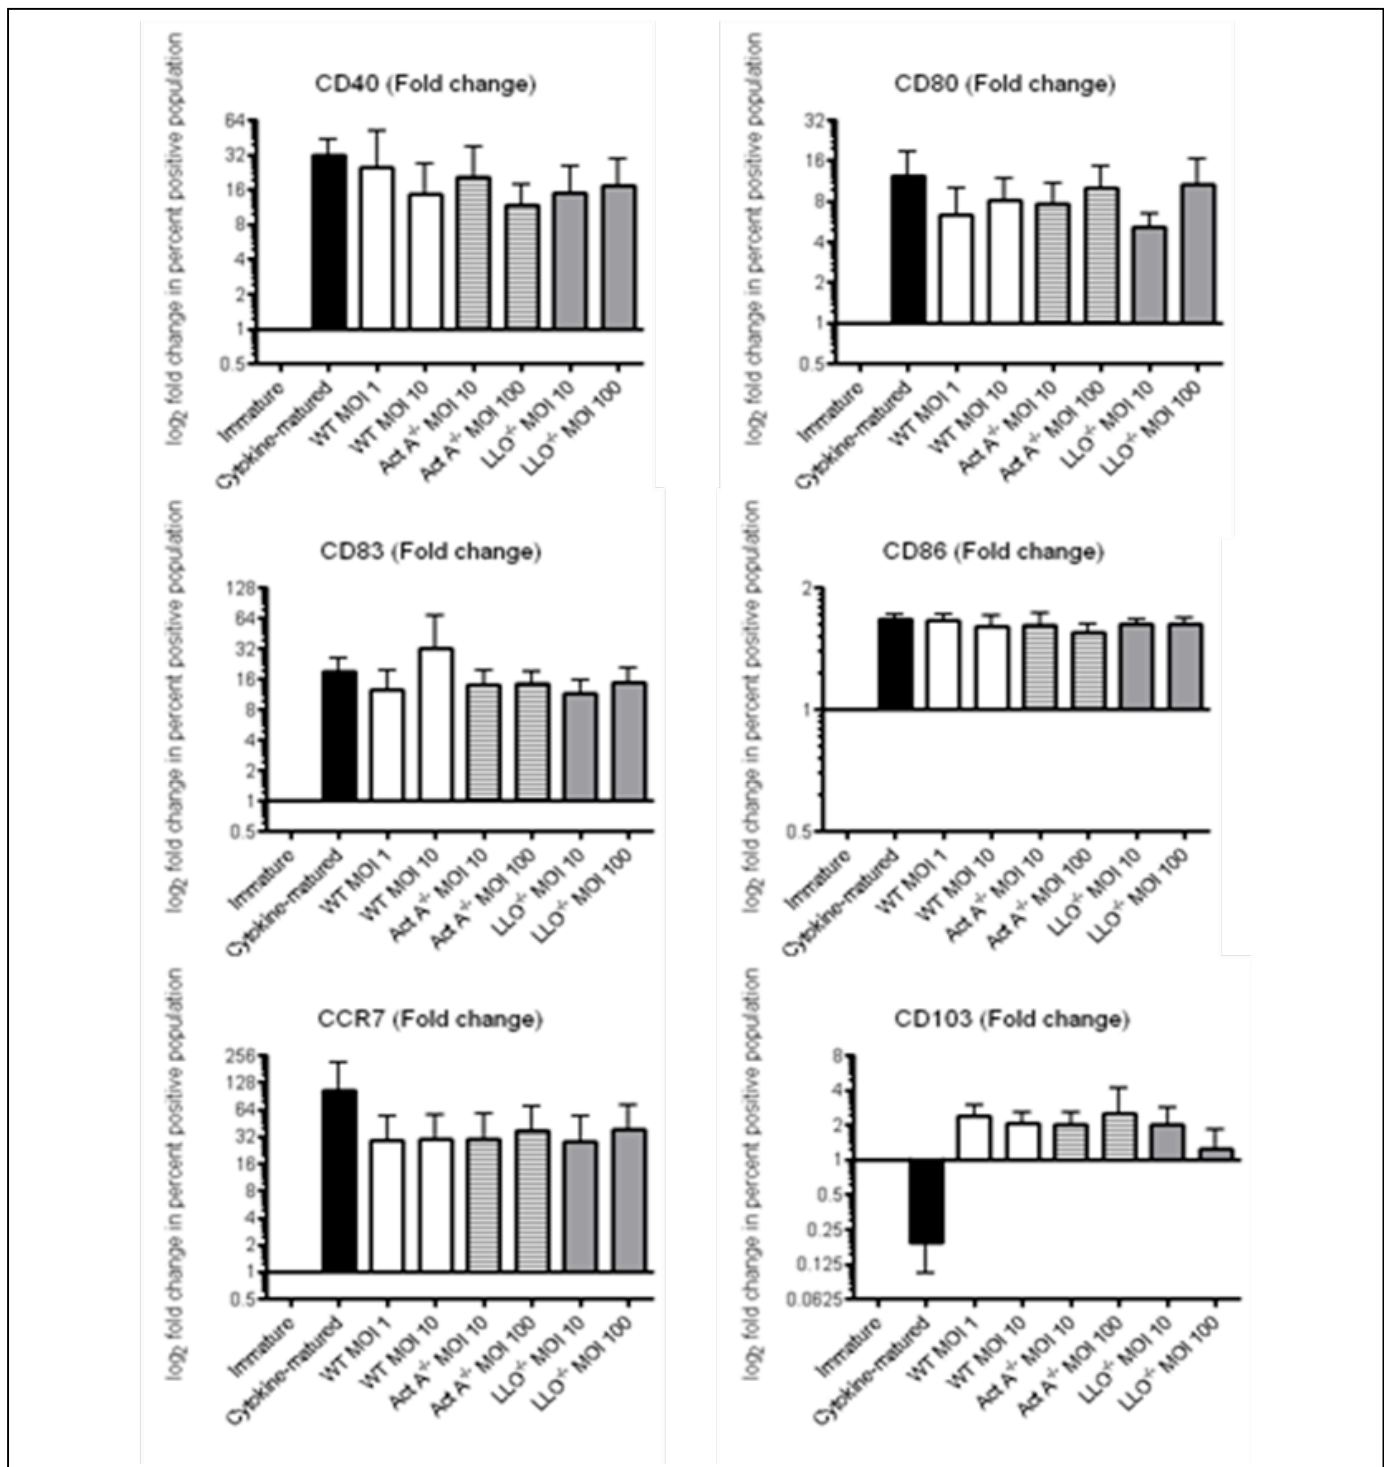 CD40 (Fold change)
log2 fold change in percent positive population
64
32
16
8
4
2
1
0.5
Immature
Cytokine-matured
WT MOI 1
WT MOI 10
Act A-/- MOI 10
Act A-/- MOI 100
LLO-/- MOI 10
LLO-/- MOI 100
CD80 (Fold change)
log2 fold change in percent positive population
32
16
8
4
2
1
0.5
Immature
Cytokine-matured
WT MOI 1
WT MOI 10
Act A-/- MOI 10
Act A-/- MOI 100
LLO-/- MOI 10
LLO-/- MOI 100
CD83 (Fold change)
log2 fold change in percent positive population
128
64
32
16
8
4
2
1
0.5
Immature
Cytokine-matured
WT MOI 1
WT MOI 10
Act A-/- MOI 10
Act A-/- MOI 100
LLO-/- MOI 10
LLO-/- MOI 100
CD86 (Fold change)
log2 fold change in percent positive population
2
1
0.5
Immature
Cytokine-matured
WT MOI 1
WT MOI 10
Act A-/- MOI 10
Act A-/- MOI 100
LLO-/- MOI 10
LLO-/- MOI 100
CCR7 (Fold change)
log2 fold change in percent positive population
256
128
64
32
16
8
4
2
1
0.5
Immature
Cytokine-matured
WT MOI 1
WT MOI 10
Act A-/- MOI 10
Act A-/- MOI 100
LLO-/- MOI 10
LLO-/- MOI 100
CD103 (Fold change)
log2 fold change in percent positive population
8
4
2
1
0.5
0.25
0.125
0.0625
Immature
Cytokine-matured
WT MOI 1
WT MOI 10
Act A-/- MOI 10
Act A-/- MOI 100
LLO-/- MOI 10
LLO-/- MOI 100